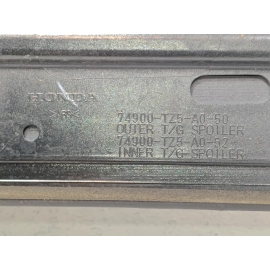 HONDA
74900-TZ5-A0-50
OUTER T/G SPOILER
74900-TZ5-A0-52
INNER T/G SPOILER